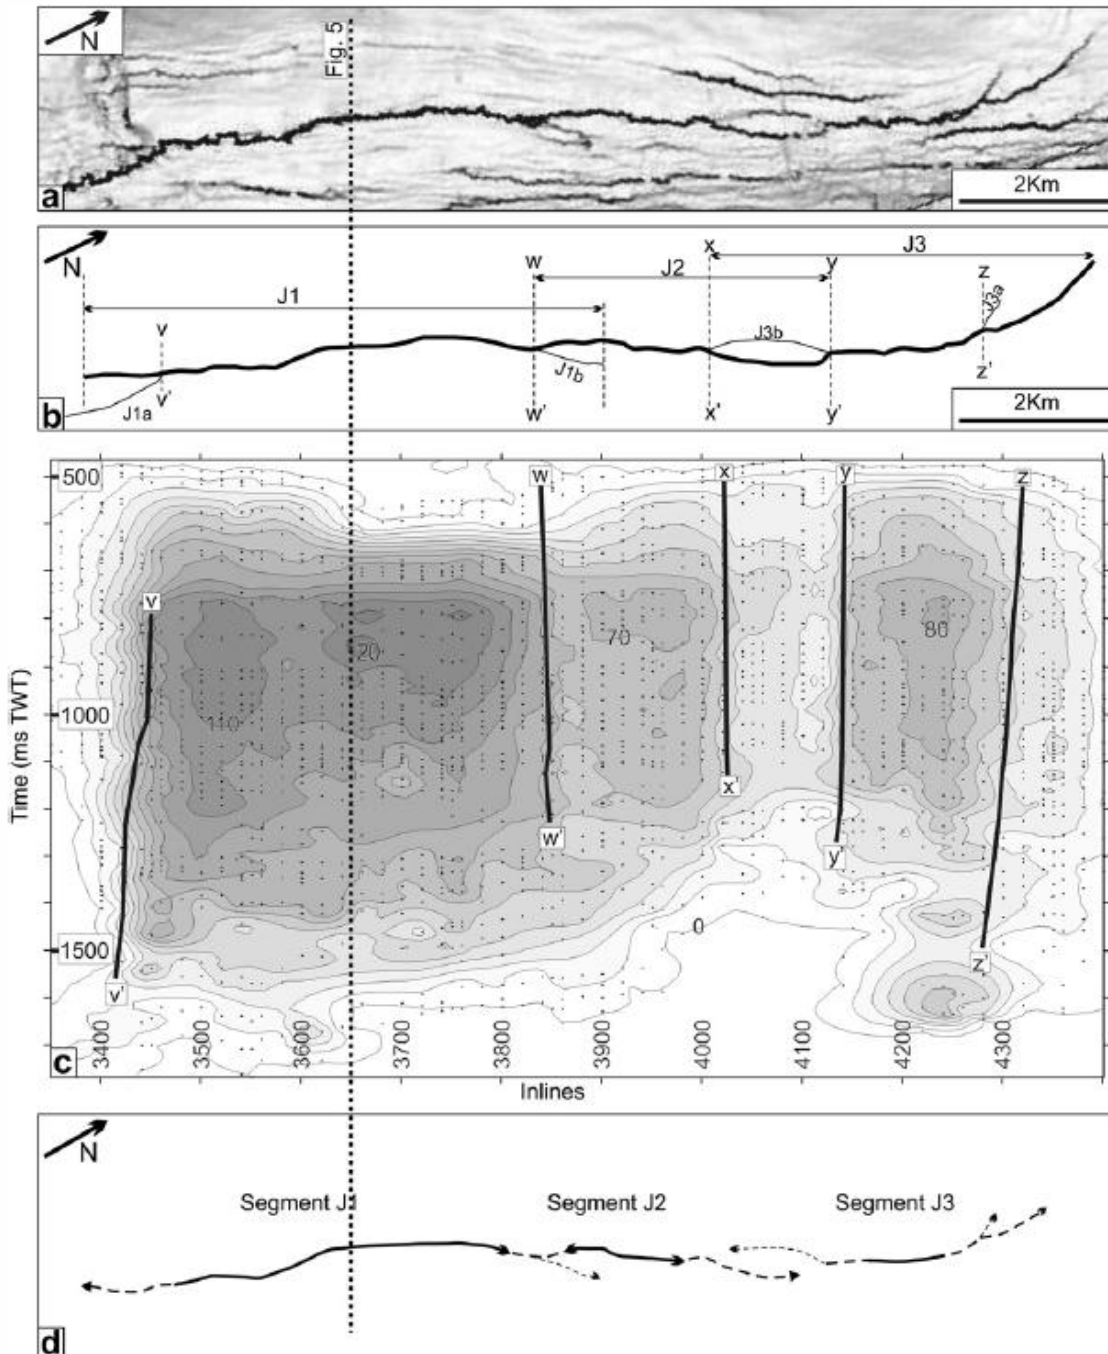 N
Fig. 5
a
2Km
N
J1
J2
J3
v
w
x
y
z
J1a
J1b
J3b
J3a
v'
w'
x'
y'
z'
b
2Km
Time (ms TWT)
500
1000
1500
v
w
x
y
z
110
20
70
80
0
v'
w'
x'
y'
z'
c
3400
3500
3600
3700
3800
3900
4000
4100
4200
4300
Inlines
N
Segment J1
Segment J2
Segment J3
d